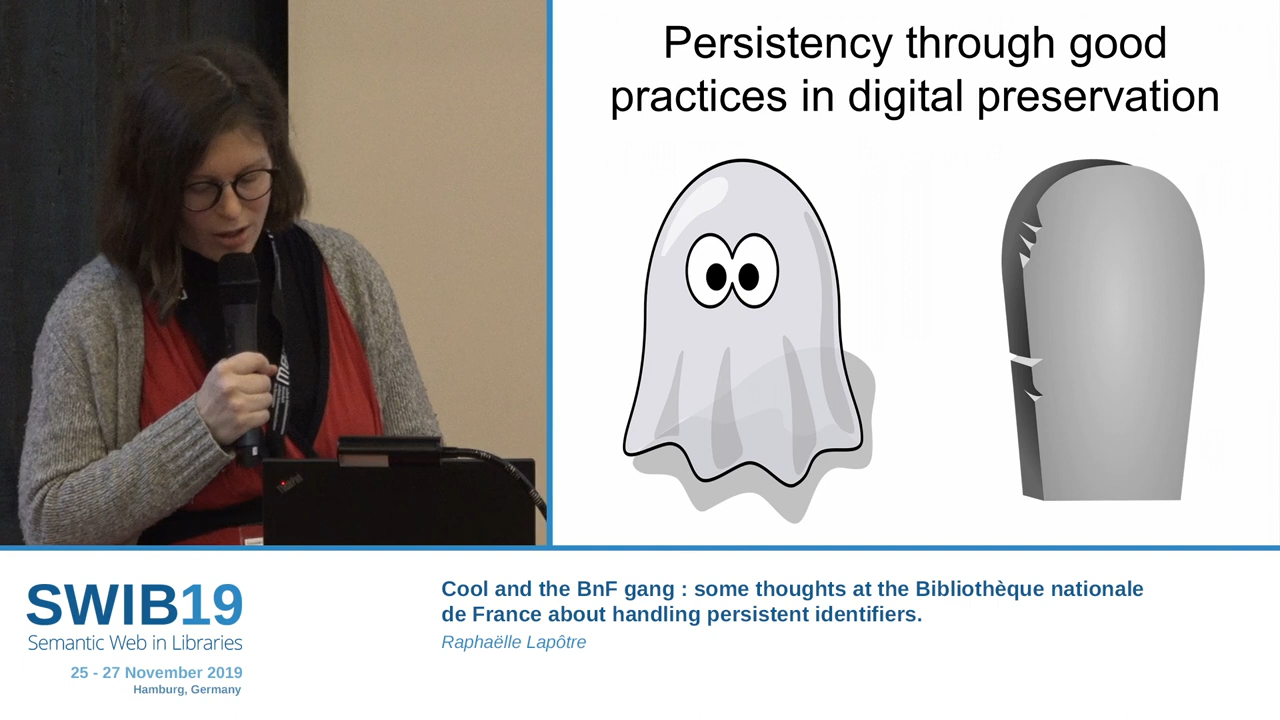 Persistency through good
practices in digital preservation
SWIB19
Semantic Web in Libraries
25 - 27 November 2019
Hamburg, Germany
Cool and the BnF gang : some thoughts at the Bibliothèque nationale
de France about handling persistent identifiers.
Raphaëlle Lapôtre